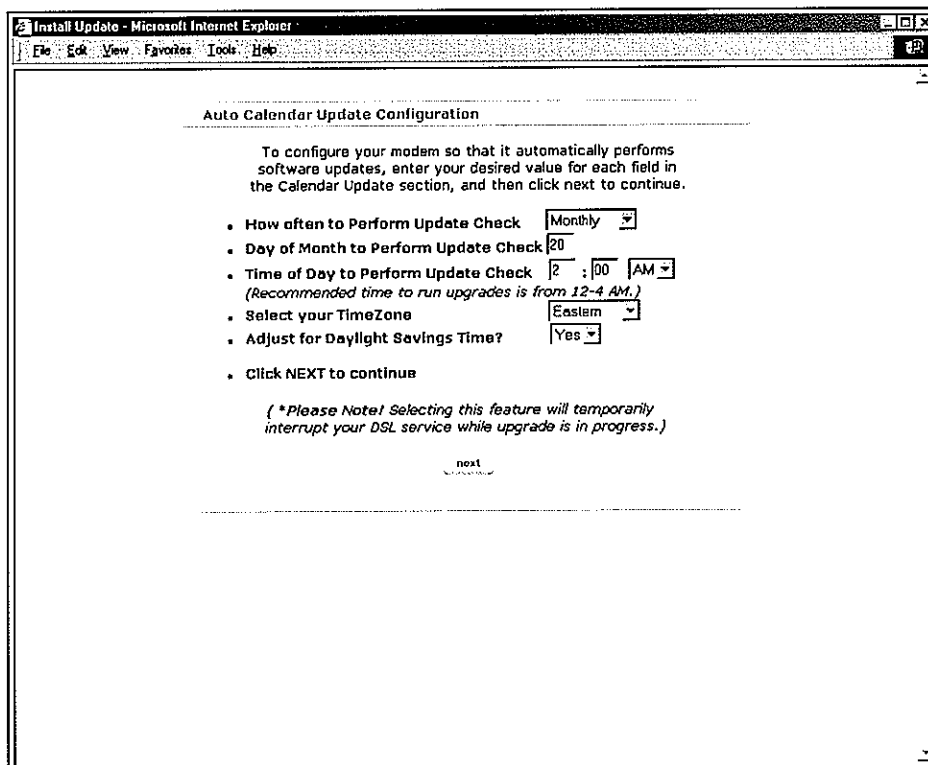 Install Update - Microsoft Internet Explorer
File Edit View Favorites Tools Help
Auto Calendar Update Configuration
To configure your modem so that it automatically performs
software updates, enter your desired value for each field in
the Calendar Update section, and then click next to continue.
• How often to Perform Update Check Monthly
• Day of Month to Perform Update Check 20
• Time of Day to Perform Update Check 2 : 00 AM
(Recommended time to run upgrades is from 12-4 AM.)
• Select your TimeZone Eastern
• Adjust for Daylight Savings Time? Yes
• Click NEXT to continue
( *Please Note! Selecting this feature will temporarily
interrupt your DSL service while upgrade is in progress.)
next